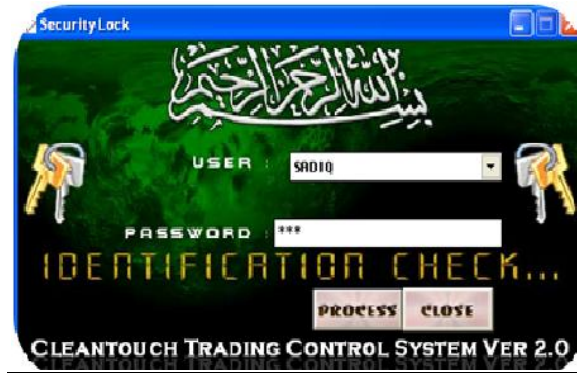 SecurityLock
بسم الله الرحمن الرحيم
USER :
SADIQ
PASSWORD :
***
IDENTIFICATION CHECK...
PROCESS
CLOSE
CLEANTOUCH TRADING CONTROL SYSTEM VER 2.0